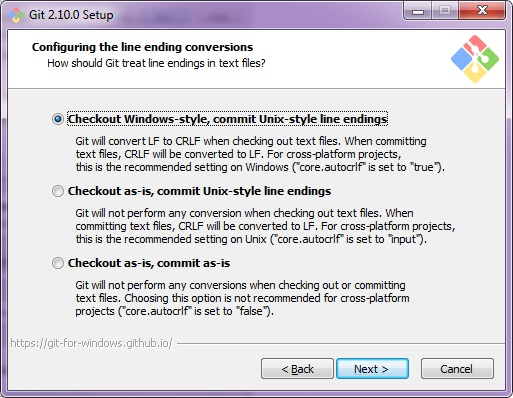 Git 2.10.0 Setup
Configuring the line ending conversions
How should Git treat line endings in text files?
Checkout Windows-style, commit Unix-style line endings
Git will convert LF to CRLF when checking out text files. When committing
text files, CRLF will be converted to LF. For cross-platform projects,
this is the recommended setting on Windows ("core.autocrlf" is set to "true").
Checkout as-is, commit Unix-style line endings
Git will not perform any conversion when checking out text files. When
committing text files, CRLF will be converted to LF. For cross-platform projects,
this is the recommended setting on Unix ("core.autocrlf" is set to "input").
Checkout as-is, commit as-is
Git will not perform any conversions when checking out or committing
text files. Choosing this option is not recommended for cross-platform
projects ("core.autocrlf" is set to "false").
https://git-for-windows.github.io/
< Back
Next >
Cancel